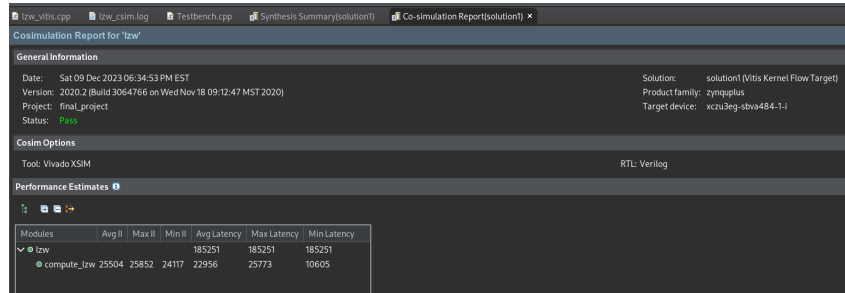 lzw_vitis.cpp lzw_csim.log Testbench.cpp Synthesis Summary(solution1) Co-simulation Report(solution1)
Cosimulation Report for 'lzw'
General Information
Date: Sat 09 Dec 2023 06:34:53 PM EST Solution: solution1 (Vitis Kernel Flow Target)
Version: 2020.2 (Build 3064766 on Wed Nov 18 09:12:47 MST 2020) Product family: zynquplus
Project: final_project Target device: xczu3eg-sbva484-1-i
Status: Pass
Cosim Options
Tool: Vivado XSIM RTL: Verilog
Performance Estimates
Modules Avg II Max II Min II Avg Latency Max Latency Min Latency
lzw 185251 185251 185251
compute_lzw 25504 25852 24117 22956 25773 10605